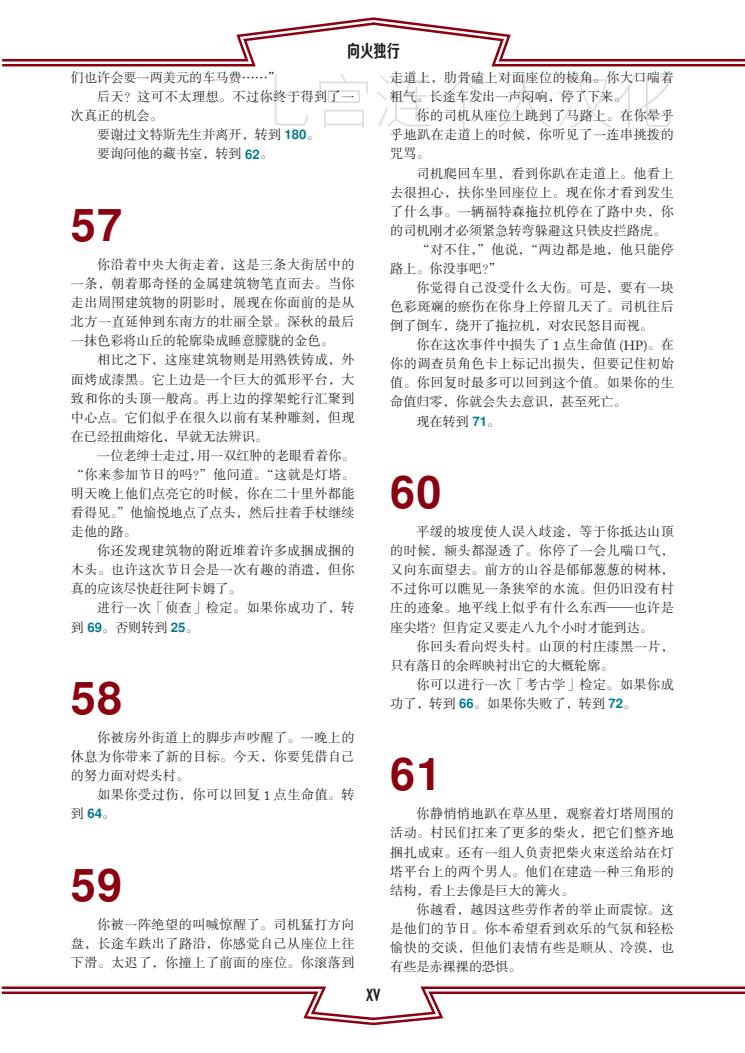 向火独行
们也许会要一两美元的车马费……”
后天？这可不太理想。不过你终于得到了一
次真正的机会。
要谢过文特斯先生并离开，转到 180。
要询问他的藏书室，转到 62。
57
你沿着中央大街走着，这是三条大街居中的
一条，朝着那奇怪的金属建筑物笔直而去。当你
走出周围建筑物的阴影时，展现在你面前的是从
北方一直延伸到东南方的壮丽全景。深秋的最后
一抹色彩将山丘的轮廓染成睡意朦胧的金色。
相比之下，这座建筑物则是用熟铁铸成，外
面烤成漆黑。它上边是一个巨大的弧形平台，大
致和你的头顶一般高。再上边的撑架蛇行汇聚到
中心点。它们似乎在很久以前有某种雕刻，但现
在已经扭曲熔化，早就无法辨识。
一位老绅士走过，用一双红肿的老眼看着你。
“你来参加节日的吗？”他问道。“这就是灯塔。
明天晚上他们点亮它的时候，你在二十里外都能
看得见。”他愉悦地点了点头，然后拄着手杖继续
走他的路。
你还发现建筑物的附近堆着许多成捆成捆的
木头。也许这次节日会是一次有趣的消遣，但你
真的应该尽快赶往阿卡姆了。
进行一次「侦查」检定。如果你成功了，转
到 69。否则转到 25。
58
你被房外街道上的脚步声吵醒了。一晚上的
休息为你带来了新的目标。今天，你要凭借自己
的努力面对烬头村。
如果你受过伤，你可以回复 1 点生命值。转
到 64。
59
你被一阵绝望的叫喊惊醒了。司机猛打方向
盘，长途车跌出了路沿，你感觉自己从座位上往
下滑。太迟了，你撞上了前面的座位。你滚落到
走道上，肋骨磕上对面座位的棱角。你大口喘着
粗气。长途车发出一声闷响，停了下来。
你的司机从座位上跳到了马路上。在你晕乎
乎地趴在走道上的时候，你听见了一连串挑拨的
咒骂。
司机爬回车里，看到你趴在走道上。他看上
去很担心，扶你坐回座位上。现在你才看到发生
了什么事。一辆福特森拖拉机停在了路中央，你
的司机刚才必须紧急转弯躲避这只铁皮拦路虎。
“对不住，”他说，“两边都是地，他只能停
路上。你没事吧？”
你觉得自己没受什么大伤。可是，要有一块
色彩斑斓的瘀伤在你身上停留几天了。司机往后
倒了倒车，绕开了拖拉机，对农民怒目而视。
你在这次事件中损失了 1 点生命值 (HP)。在
你的调查员角色卡上标记出损失，但要记住初始
值。你回复时最多可以回到这个值。如果你的生
命值归零，你就会失去意识，甚至死亡。
现在转到 71。
60
平缓的坡度使人误入歧途，等于你抵达山顶
的时候，额头都湿透了。你停了一会儿喘口气，
又向东面望去。前方的山谷是郁郁葱葱的树林，
不过你可以瞧见一条狭窄的水流。但仍旧没有村
庄的迹象。地平线上似乎有什么东西——也许是
座尖塔？但肯定又要走八九个小时才能到达。
你回头看向烬头村。山顶的村庄漆黑一片，
只有落日的余晖映衬出它的大概轮廓。
你可以进行一次「考古学」检定。如果你成
功了，转到 66。如果你失败了，转到 72。
61
你静悄悄地趴在草丛里，观察着灯塔周围的
活动。村民们扛来了更多的柴火，把它们整齐地
捆扎成束。还有一组人负责把柴火束送给站在灯
塔平台上的两个男人。他们在建造一种三角形的
结构，看上去像是巨大的篝火。
你越看，越因这些劳作者的举止而震惊。这
是他们的节日。你本希望看到欢乐的气氛和轻松
愉快的交谈，但他们表情有些是顺从、冷漠，也
有些是赤裸裸的恐惧。
XV